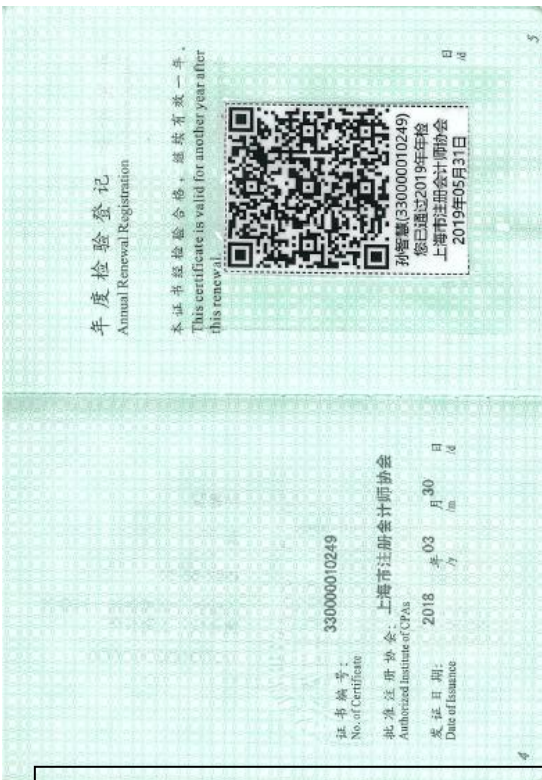 年度检验登记
Annual Renewal Registration
本证书经检验合格，继续有效一年。
This certificate is valid for another year after
this renewal.
孙智慧(330000010249)
您已通过2019年年检
上海市注册会计师协会
2019年05月31日
日
/d
5
证书编号：
No. of Certificate
330000010249
批准注册协会：上海市注册会计师协会
Authorized Institute of CPAs
发证日期： 2018 年 03 月 30 日
Date of Issuance /y /m /d
4